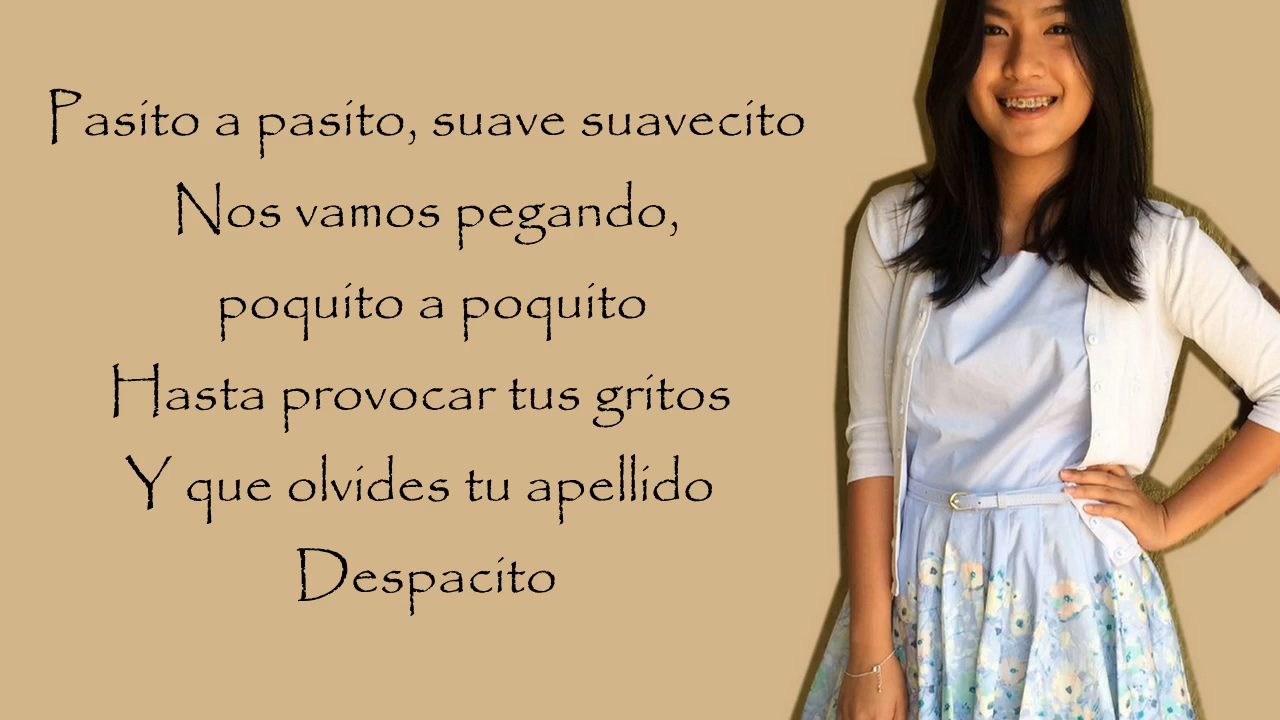 Pasito a pasito, suave suavecito
Nos vamos pegando,
poquito a poquito
Hasta provocar tus gritos
Y que olvides tu apellido
Despacito